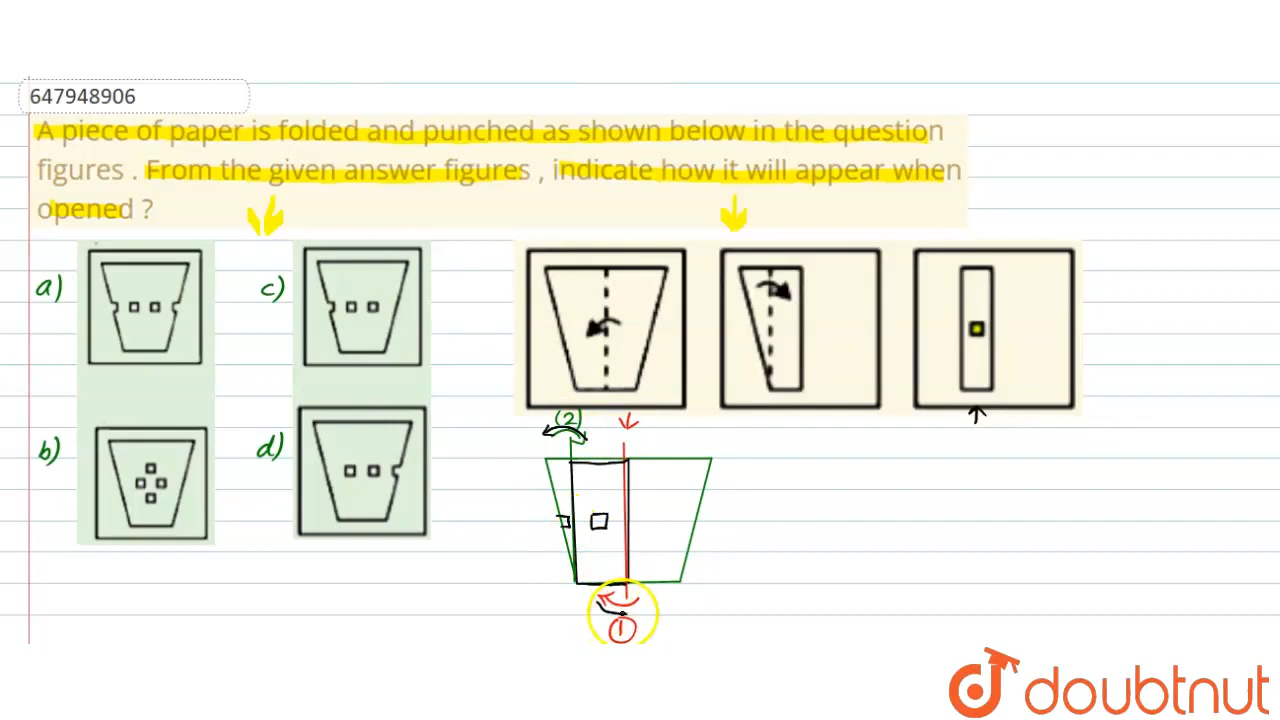 647948906
A piece of paper is folded and punched as shown below in the question
figures . From the given answer figures , indicate how it will appear when
opened ?
a)
c)
b)
d)
(2)
1
doubtnut